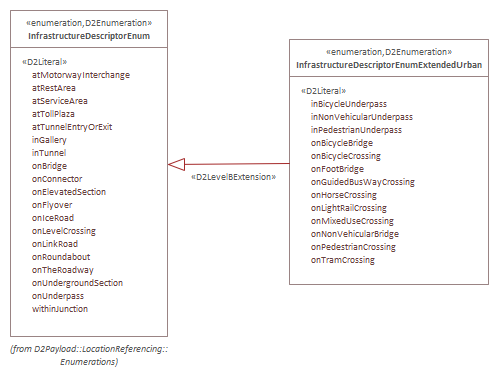 «enumeration,D2Enumeration»
InfrastructureDescriptorEnum
«D2Literal»
atMotorwayInterchange
atRestArea
atServiceArea
atTollPlaza
atTunnelEntryOrExit
inGallery
inTunnel
onBridge
onConnector
onElevatedSection
onFlyover
onIceRoad
onLevelCrossing
onLinkRoad
onRoundabout
onTheRoadway
onUndergroundSection
onUnderpass
withinJunction
(from D2Payload::LocationReferencing::
Enumerations)
«D2LevelBExtension»
«enumeration,D2Enumeration»
InfrastructureDescriptorEnumExtendedUrban
«D2Literal»
inBicycleUnderpass
inNonVehicularUnderpass
inPedestrianUnderpass
onBicycleBridge
onBicycleCrossing
onFootBridge
onGuidedBusWayCrossing
onHorseCrossing
onLightRailCrossing
onMixedUseCrossing
onNonVehicularBridge
onPedestrianCrossing
onTramCrossing